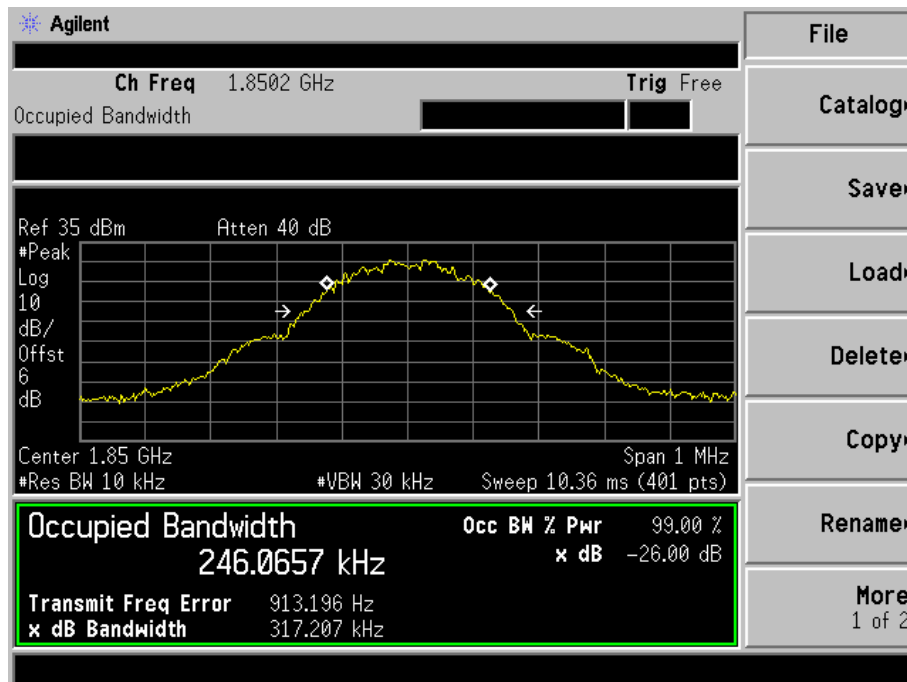 Agilent
File
Ch Freq 1.8502 GHz Trig Free
Occupied Bandwidth
Catalog
Save
Load
Delete
Copy
Rename
More
1 of 2
Ref 35 dBm Atten 40 dB
#Peak
Log
10
dB/
Offst
6
dB
Center 1.85 GHz Span 1 MHz
#Res BW 10 kHz #VBW 30 kHz Sweep 10.36 ms (401 pts)
Occupied Bandwidth Occ BW % Pwr 99.00 %
246.0657 kHz x dB -26.00 dB
Transmit Freq Error 913.196 Hz
x dB Bandwidth 317.207 kHz